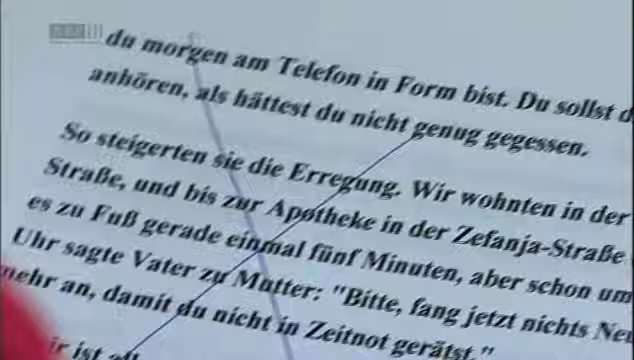 du morgen am Telefon in Form bist. Du sollst
anhören, als hättest du nicht genug gegessen.
So steigerten sie die Erregung. Wir wohnten in der
Straße, und bis zur Apotheke in der Zefanja-Straße
es zu Fuß gerade einmal fünf Minuten, aber schon um
Uhr sagte Vater zu Mutter: "Bitte, fang jetzt nichts
mehr an, damit du nicht in Zeitnot gerätst."
ist